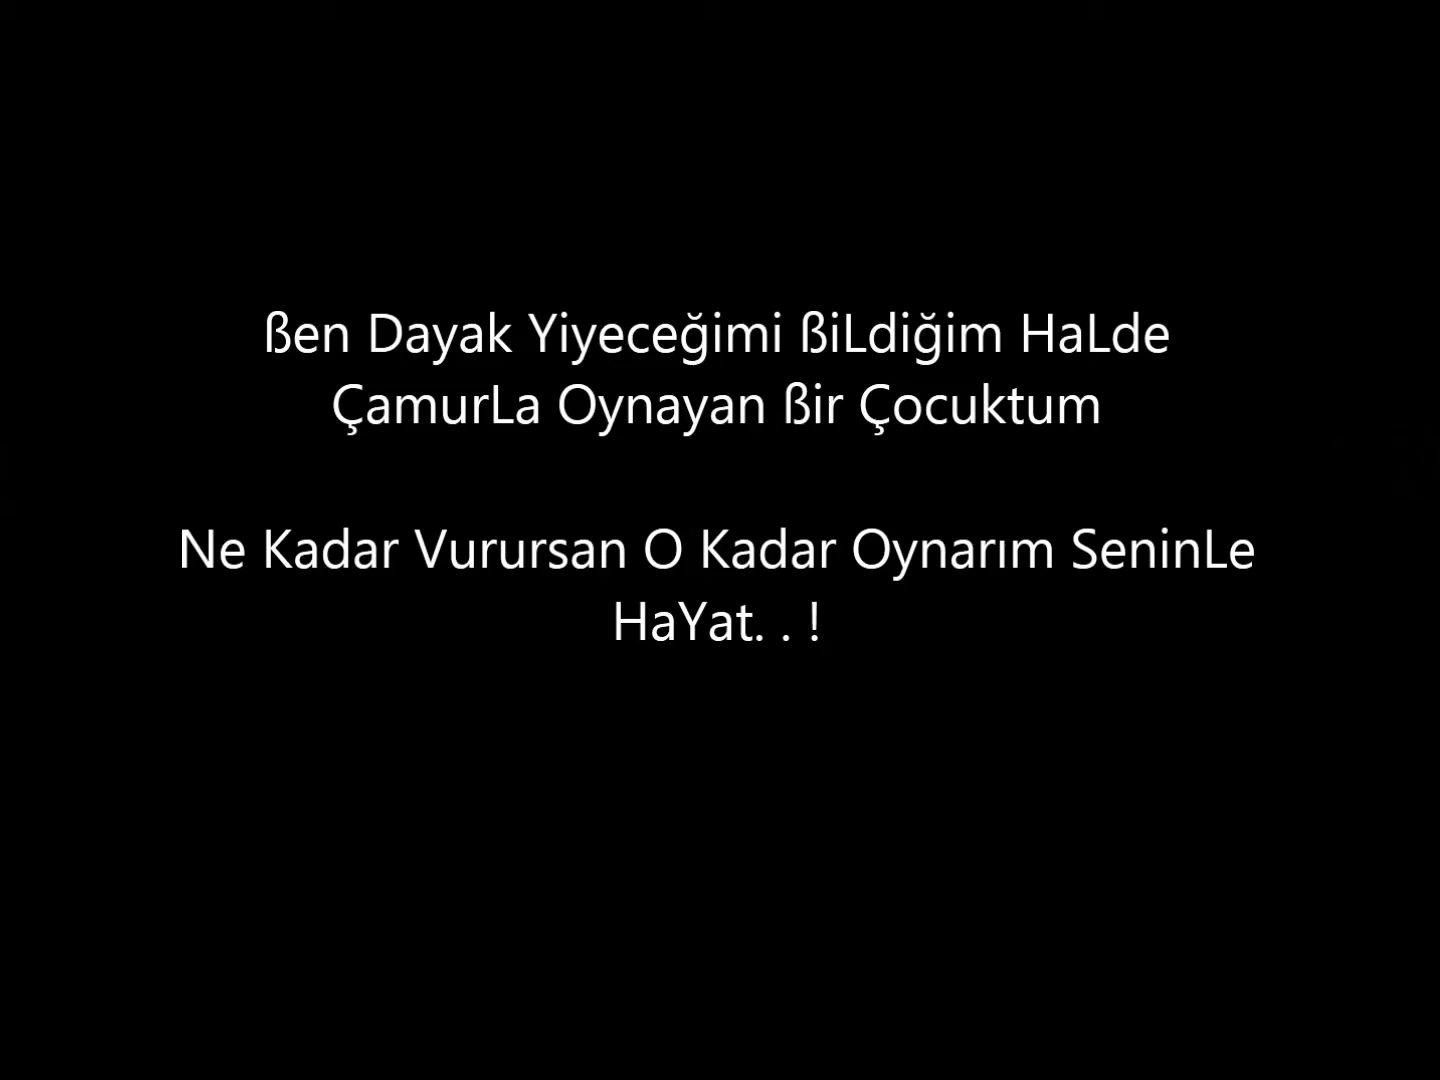 ßen Dayak Yiyeceğimi ßiLdiğim HaLde
ÇamurLa Oynayan ßir Çocuktum
Ne Kadar Vurursan O Kadar Oynarım SeninLe
HaYat. . !